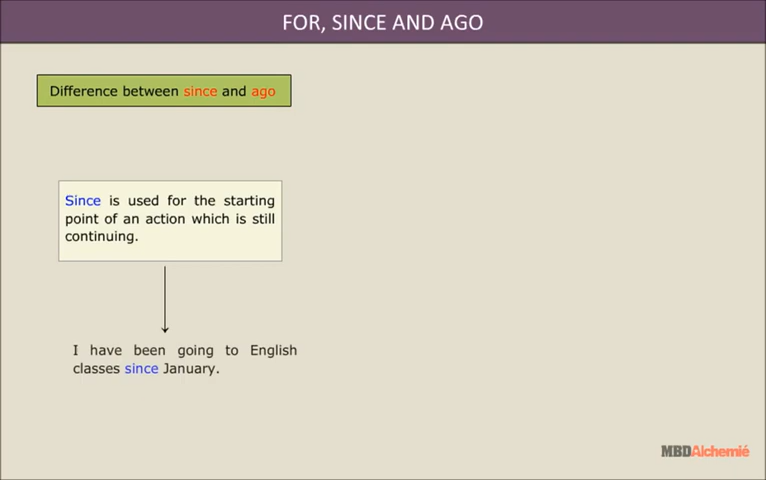 FOR, SINCE AND AGO
Difference between since and ago
Since is used for the starting
point of an action which is still
continuing.
I have been going to English
classes since January.
MBDAlchemié